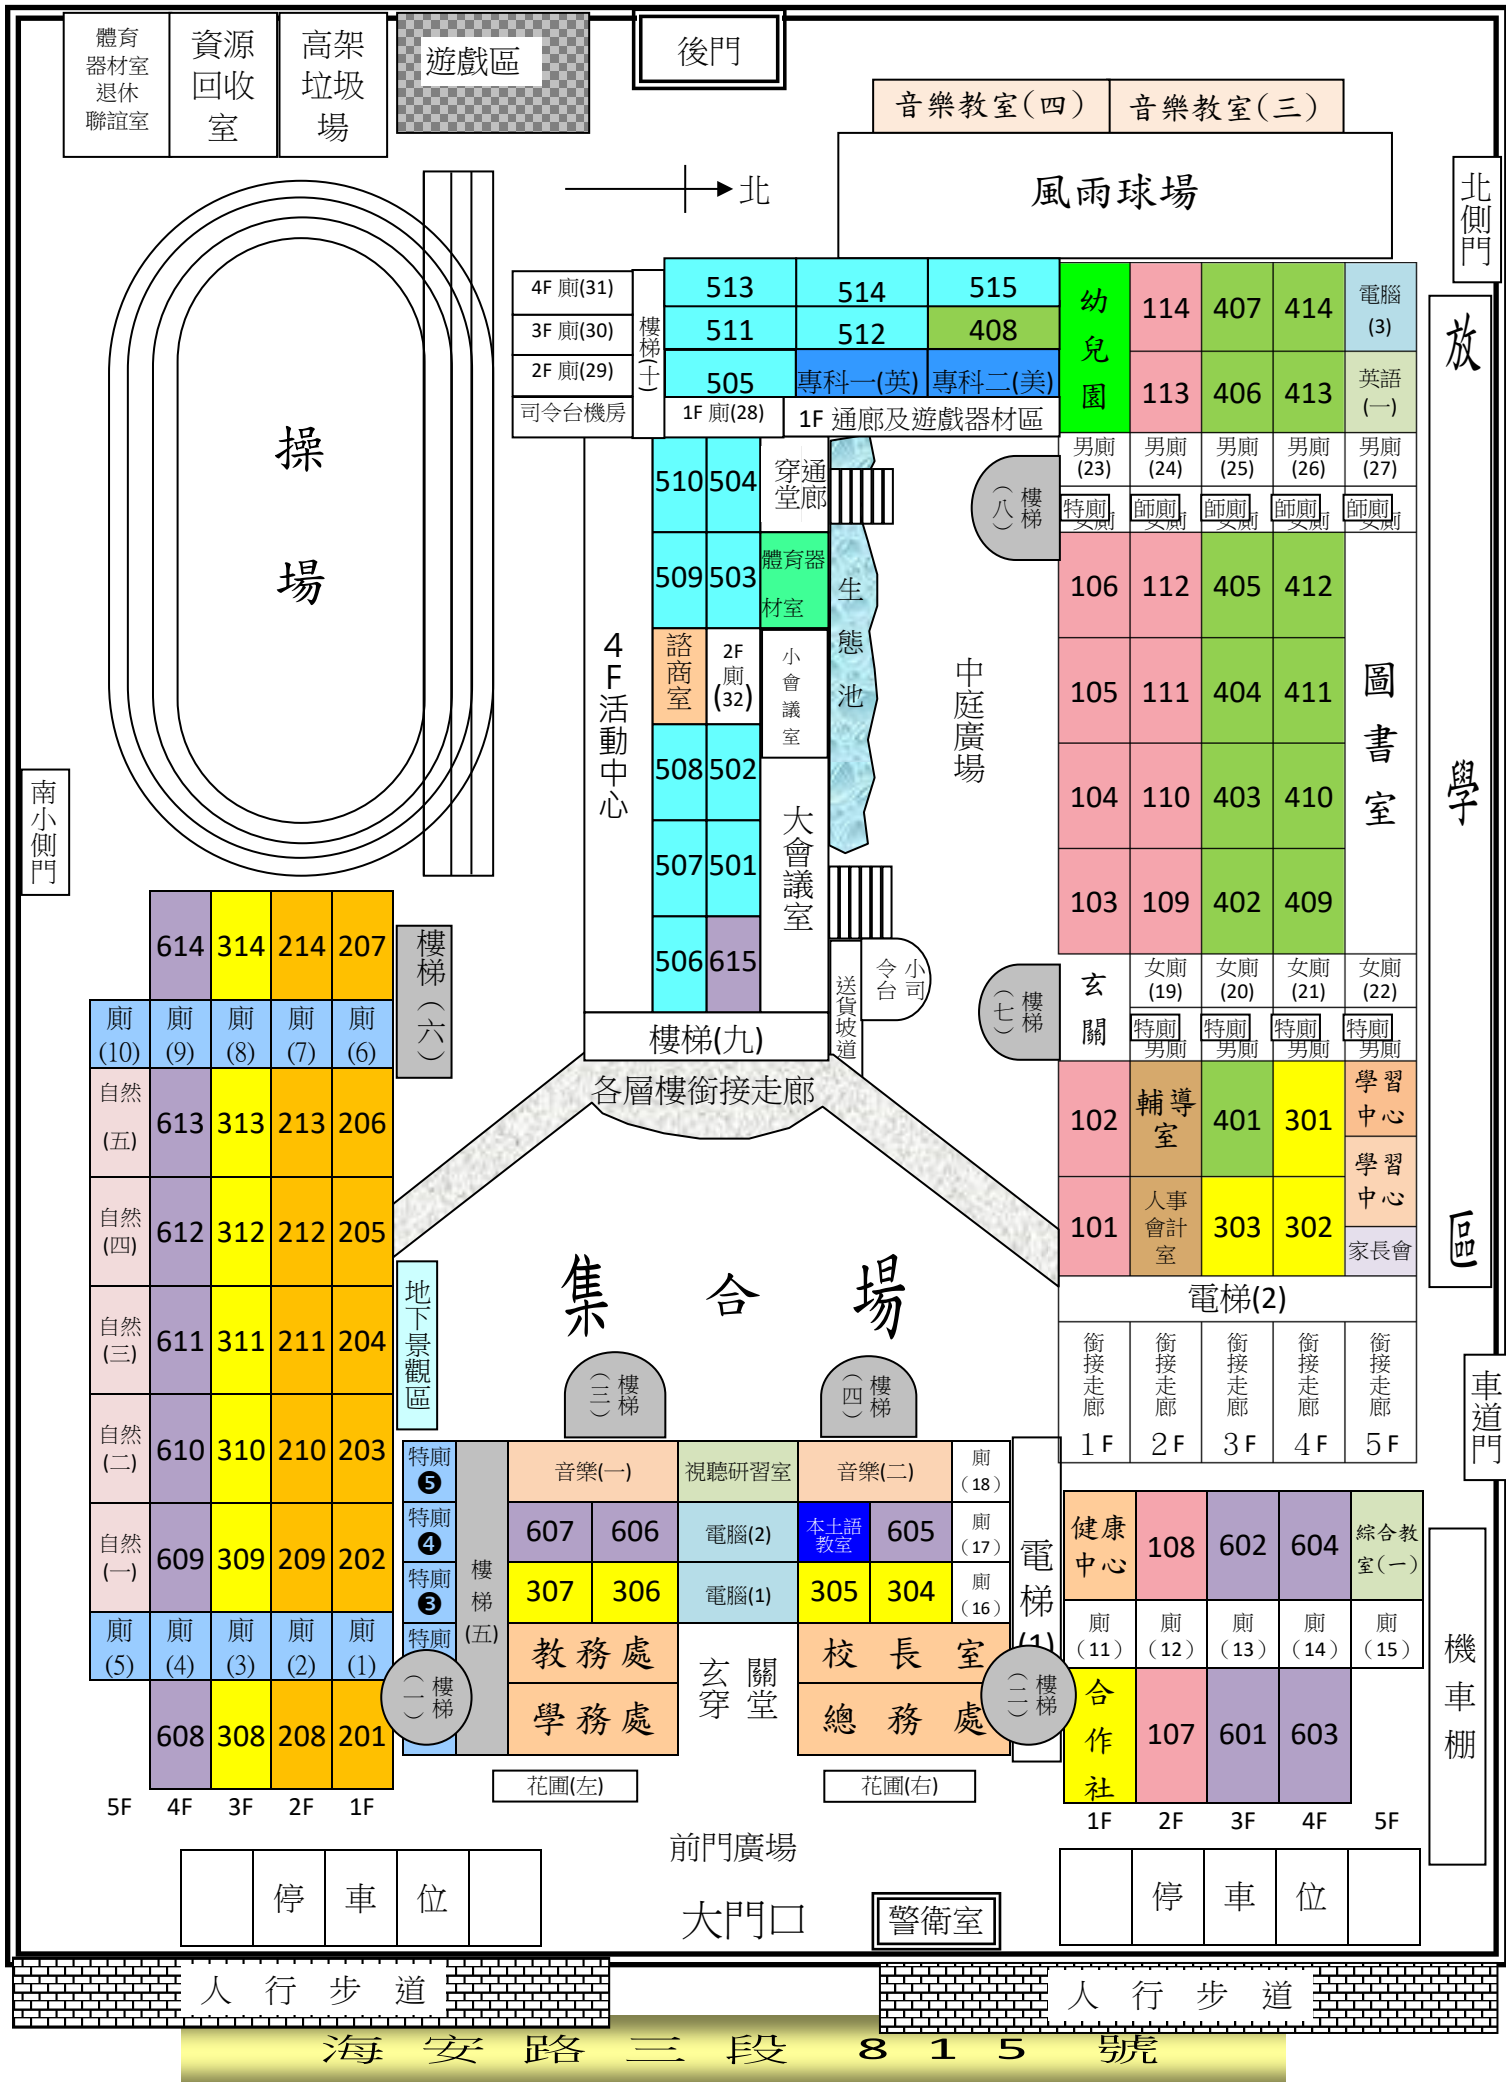 體育
器材室
退休
聯誼室
資源
回收
室
高架
垃圾
場
遊戲區
後門
音樂教室(四)
音樂教室(三)
風雨球場
北
北側門
放學區
操場
4F 廁(31)
3F 廁(30)
2F 廁(29)
司令台機房
樓梯(十)
513
514
515
511
512
408
505
專科一(英)
專科二(美)
1F 廁(28)
1F 通廊及遊戲器材區
幼兒園
114
407
414
電腦
(3)
113
406
413
英語
(一)
男廁
(23)
男廁
(24)
男廁
(25)
男廁
(26)
男廁
(27)
特廁
女廁
師廁
女廁
師廁
女廁
師廁
女廁
師廁
女廁
樓梯(八)
510
504
穿堂
通廊
509
503
體育器
材室
諮商室
2F
廁
(32)
小會議室
508
502
507
501
大會議室
506
615
4F活動中心
生態池
中庭廣場
106
112
405
412
105
111
404
411
104
110
403
410
103
109
402
409
圖書室
南小側門
小司令台
送貨坡道
樓梯(九)
各層樓銜接走廊
樓梯(七)
玄關
女廁
(19)
女廁
(20)
女廁
(21)
女廁
(22)
特廁
男廁
特廁
男廁
特廁
男廁
特廁
男廁
102
輔導室
401
301
學習中心
學習中心
101
人事
會計
室
303
302
家長會
電梯(2)
銜接走廊
1F
銜接走廊
2F
銜接走廊
3F
銜接走廊
4F
銜接走廊
5F
車道門
614
314
214
207
樓梯(六)
廁
(10)
廁
(9)
廁
(8)
廁
(7)
廁
(6)
自然
(五)
613
313
213
206
自然
(四)
612
312
212
205
自然
(三)
611
311
211
204
自然
(二)
610
310
210
203
自然
(一)
609
309
209
202
廁
(5)
廁
(4)
廁
(3)
廁
(2)
廁
(1)
608
308
208
201
5F
4F
3F
2F
1F
地下景觀區
集合場
樓梯(三)
樓梯(四)
特廁
❺
音樂(一)
視聽研習室
音樂(二)
廁
(18)
特廁
❹
607
606
電腦(2)
本土語
教室
605
廁
(17)
特廁
❸
307
306
電腦(1)
305
304
廁
(16)
特廁
樓梯(五)
樓梯(一)
教務處
學務處
玄關
穿堂
校長室
總務處
電梯(1)
樓梯(二)
花圃(左)
花圃(右)
健康中心
108
602
604
綜合教
室(一)
廁
(11)
廁
(12)
廁
(13)
廁
(14)
廁
(15)
合作社
107
601
603
1F
2F
3F
4F
5F
機車棚
前門廣場
大門口
警衛室
停車位
停車位
人行步道
人行步道
海安路三段815號